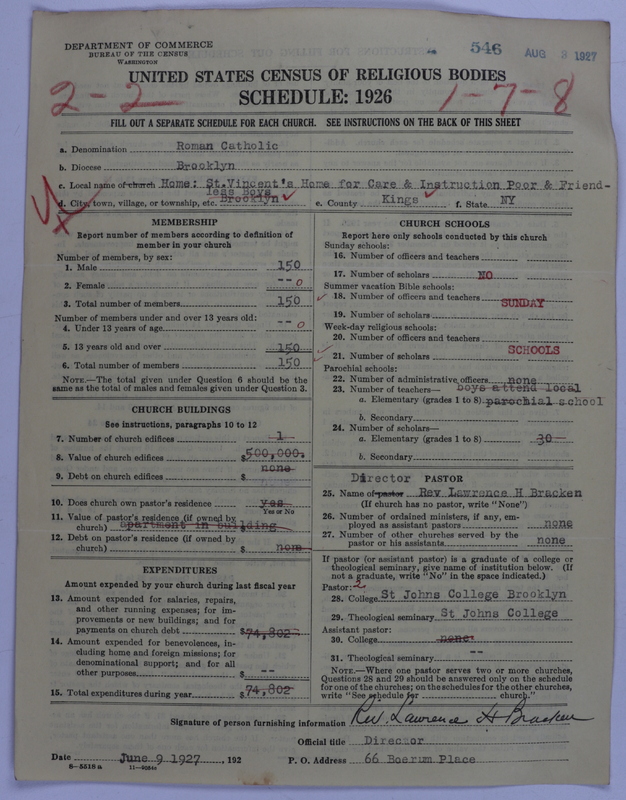 DEPARTMENT OF COMMERCE
BUREAU OF THE CENSUS
WASHINGTON
546
AUG 3 1927
UNITED STATES CENSUS OF RELIGIOUS BODIES
SCHEDULE: 1926
2-2
1-7-8
FILL OUT A SEPARATE SCHEDULE FOR EACH CHURCH. SEE INSTRUCTIONS ON THE BACK OF THIS SHEET
a. Denomination Roman Catholic
b. Diocese Brooklyn
c. Local name of church Home: St.Vincent's Home for Care & Instruction Poor & Friend-
less Boys
d. City, town, village, or township, etc. Brooklyn e. County Kings f. State NY
MEMBERSHIP
Report number of members according to definition of
member in your church
Number of members, by sex:
1. Male 150
2. Female -- 0
3. Total number of members 150
Number of members under and over 13 years old:
4. Under 13 years of age -- 0
5. 13 years old and over 150
6. Total number of members 150
NOTE.—The total given under Question 6 should be the
same as the total of males and females given under Question 3.
CHURCH BUILDINGS
See instructions, paragraphs 10 to 12
7. Number of church edifices 1
8. Value of church edifices $500,000.
9. Debt on church edifices $ none
10. Does church own pastor's residence yes
Yes or No
11. Value of pastor's residence (if owned by
church) apartment in building
12. Debt on pastor's residence (if owned by
church) $ none
EXPENDITURES
Amount expended by your church during last fiscal year
13. Amount expended for salaries, repairs,
and other running expenses; for im-
provements or new buildings; and for
payments on church debt $74,802
14. Amount expended for benevolences, in-
cluding home and foreign missions; for
denominational support; and for all
other purposes $ --
15. Total expenditures during year $74,802
CHURCH SCHOOLS
Report here only schools conducted by this church
Sunday schools:
16. Number of officers and teachers
17. Number of scholars NO
Summer vacation Bible schools:
18. Number of officers and teachers SUNDAY
19. Number of scholars
Week-day religious schools:
20. Number of officers and teachers
21. Number of scholars SCHOOLS
Parochial schools:
22. Number of administrative officers none
23. Number of teachers— boys attend local
a. Elementary (grades 1 to 8) parochial school
b. Secondary
24. Number of scholars—
a. Elementary (grades 1 to 8) 30
b. Secondary
Director PASTOR
25. Name of pastor Rev Lawrence H Bracken
(If church has no pastor, write "None")
26. Number of ordained ministers, if any, em-
ployed as assistant pastors none
27. Number of other churches served by the
pastor or his assistants none
If pastor (or assistant pastor) is a graduate of a college or
theological seminary, give name of institution below. (If
not a graduate, write "No" in the space indicated.)
Pastor: 2
28. College St Johns College Brooklyn
29. Theological seminary St Johns College
Assistant pastor:
30. College none
31. Theological seminary --
NOTE.—Where one pastor serves two or more churches,
Questions 28 and 29 should be answered only on the schedule
for one of the churches; on the schedules for the other churches,
write "See schedule for church."
Signature of person furnishing information Rev. Lawrence H Bracken
Official title Director
Date June 9 1927, 192 P. O. Address 66 Boerum Place
8-5518 a